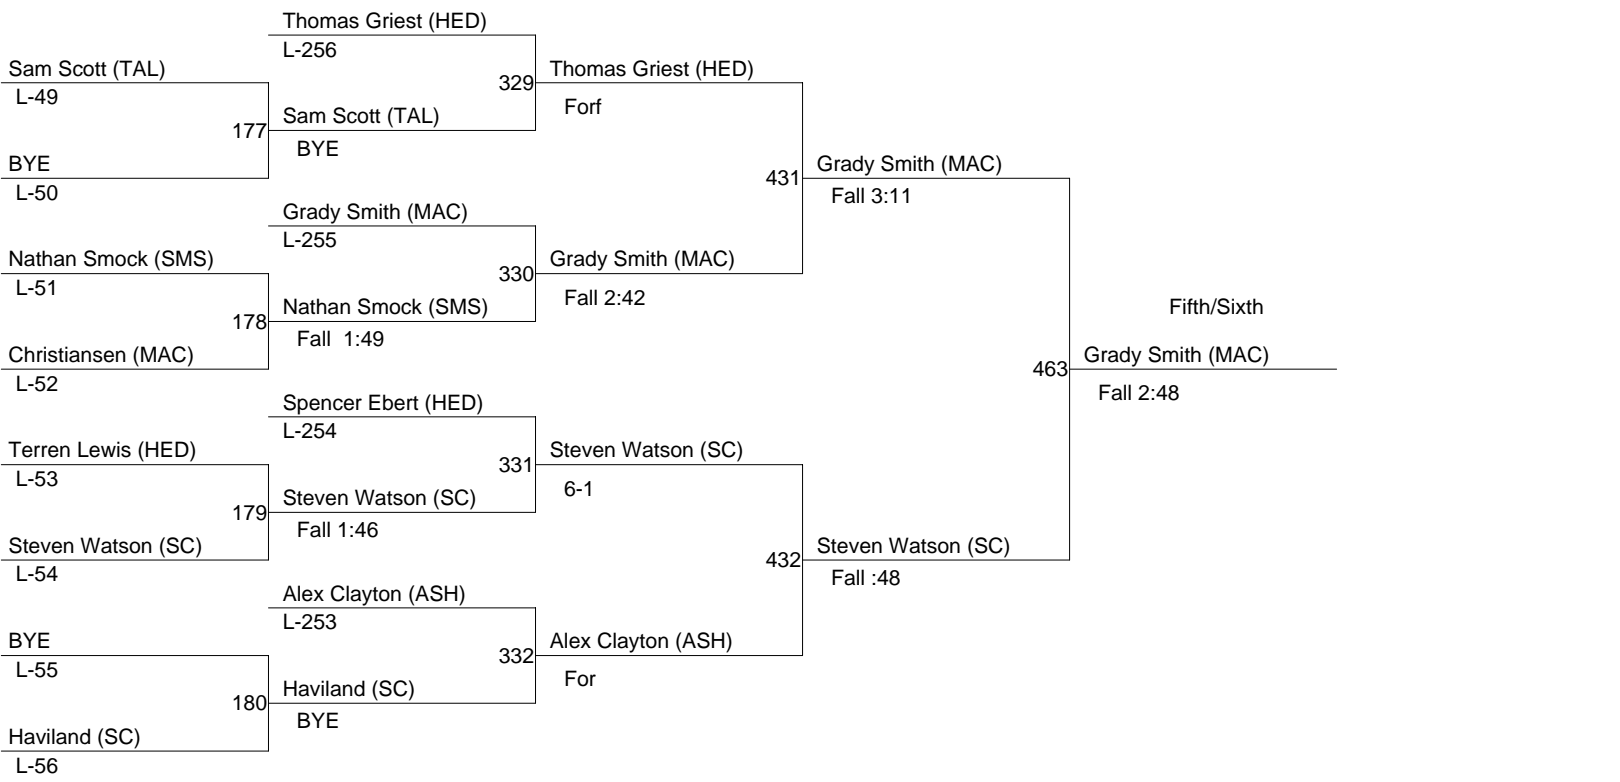 Thomas Griest (HED)
L-256
Sam Scott (TAL)
L-49
329
Thomas Griest (HED)
Forf
177
Sam Scott (TAL)
BYE
BYE
L-50
431
Grady Smith (MAC)
Fall 3:11
Grady Smith (MAC)
L-255
Nathan Smock (SMS)
L-51
330
Grady Smith (MAC)
Fall 2:42
178
Nathan Smock (SMS)
Fall  1:49
Fifth/Sixth
Christiansen (MAC)
L-52
463
Grady Smith (MAC)
Fall 2:48
Spencer Ebert (HED)
L-254
Terren Lewis (HED)
L-53
331
Steven Watson (SC)
6-1
179
Steven Watson (SC)
Fall 1:46
Steven Watson (SC)
L-54
432
Steven Watson (SC)
Fall :48
Alex Clayton (ASH)
L-253
BYE
L-55
332
Alex Clayton (ASH)
For
180
Haviland (SC)
BYE
Haviland (SC)
L-56